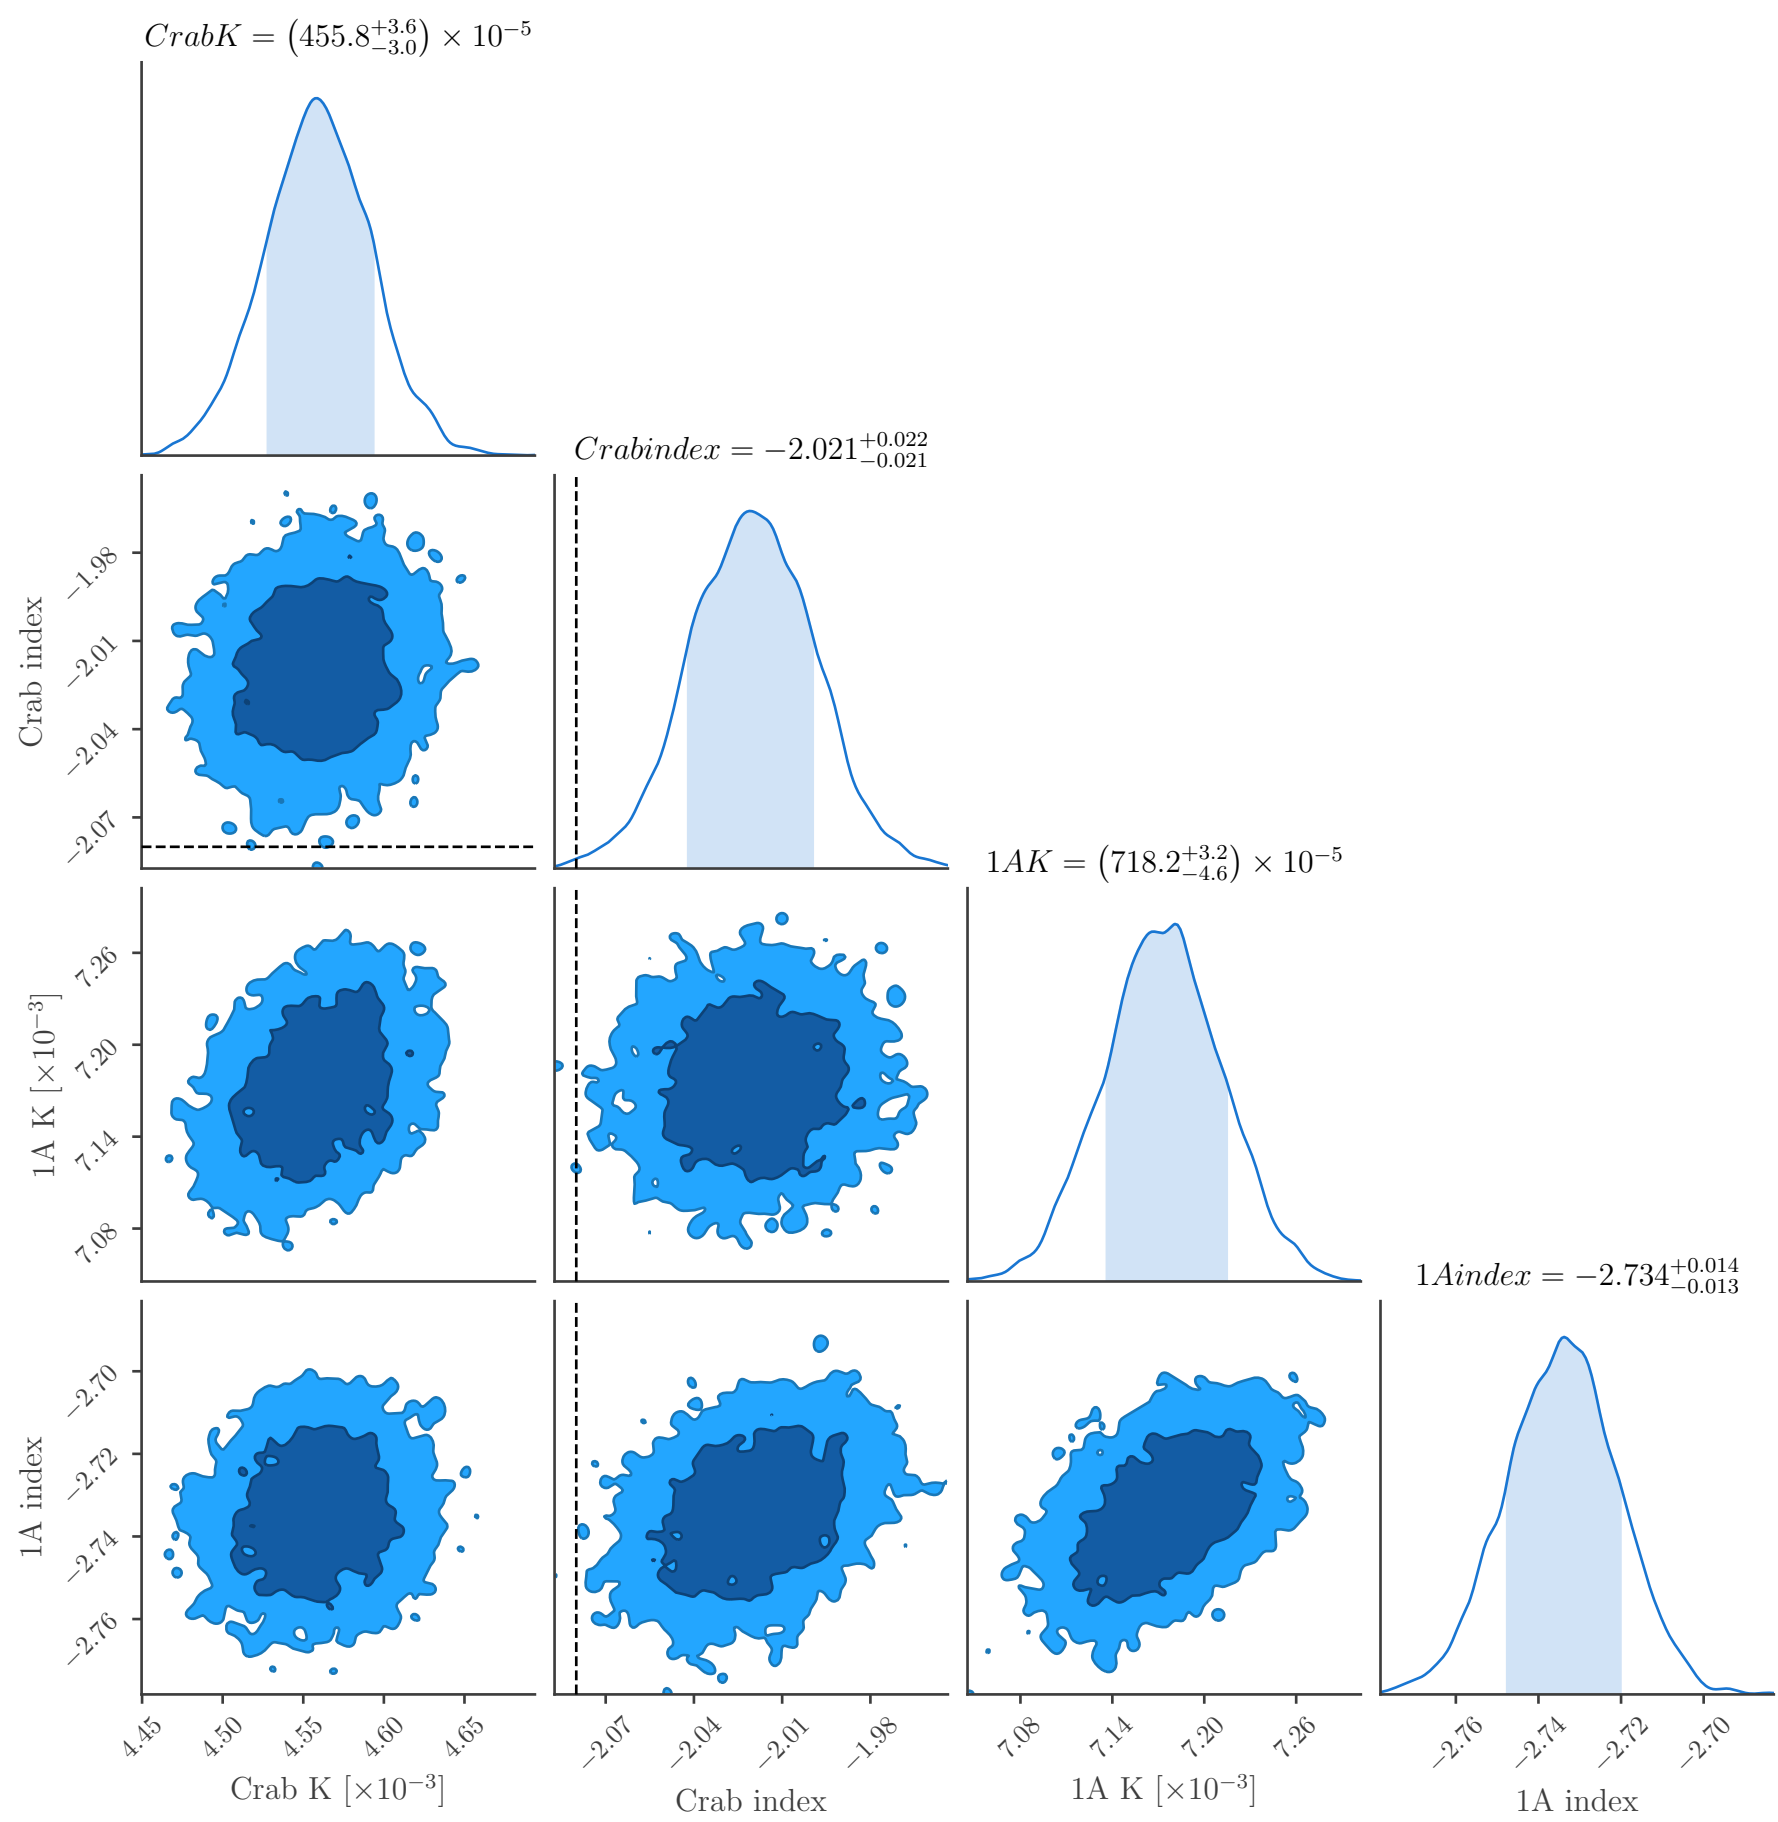 CrabK = (455.8^{+3.6}_{−3.0}) × 10^{−5}
Crabindex = −2.021^{+0.022}_{−0.021}
−1.98
−2.01
−2.04
−2.07
Crab index
1AK = (718.2^{+3.2}_{−4.6}) × 10^{−5}
7.26
7.20
7.14
7.08
1A K [×10^{−3}]
1Aindex = −2.734^{+0.014}_{−0.013}
−2.70
−2.72
−2.74
−2.76
1A index
4.45 4.50 4.55 4.60 4.65
−2.07 −2.04 −2.01 −1.98
7.08 7.14 7.20 7.26
−2.76 −2.74 −2.72 −2.70
Crab K [×10^{−3}]
Crab index
1A K [×10^{−3}]
1A index